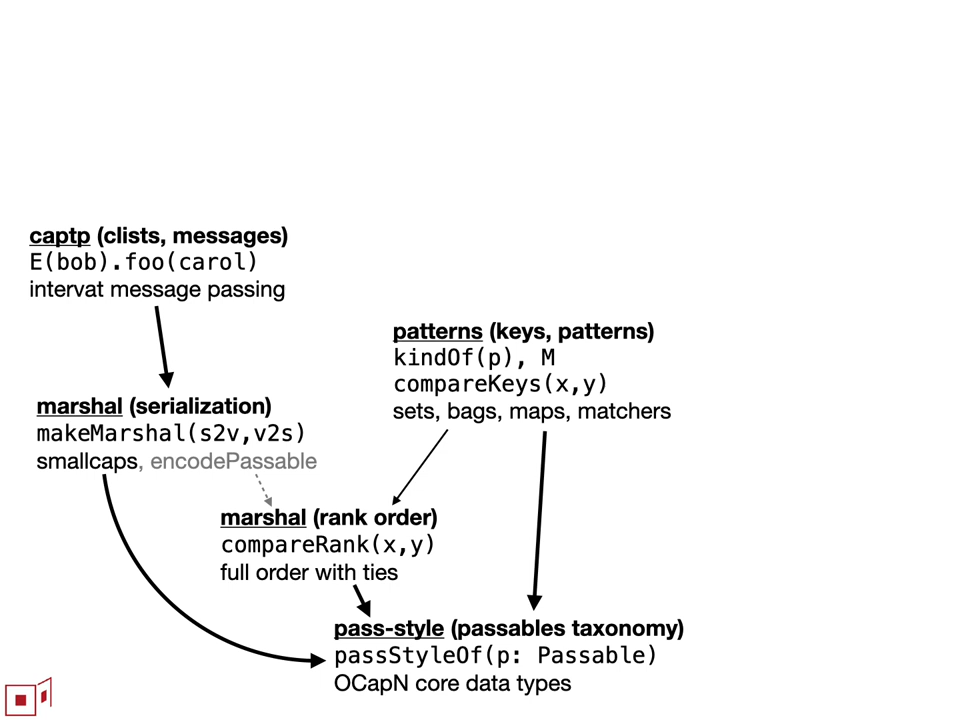 captp (clists, messages)
E(bob).foo(carol)
intervat message passing
patterns (keys, patterns)
kindOf(p), M
compareKeys(x,y)
sets, bags, maps, matchers
marshal (serialization)
makeMarshal(s2v,v2s)
smallcaps, encodePassable
marshal (rank order)
compareRank(x,y)
full order with ties
pass-style (passables taxonomy)
passStyleOf(p: Passable)
OCapN core data types